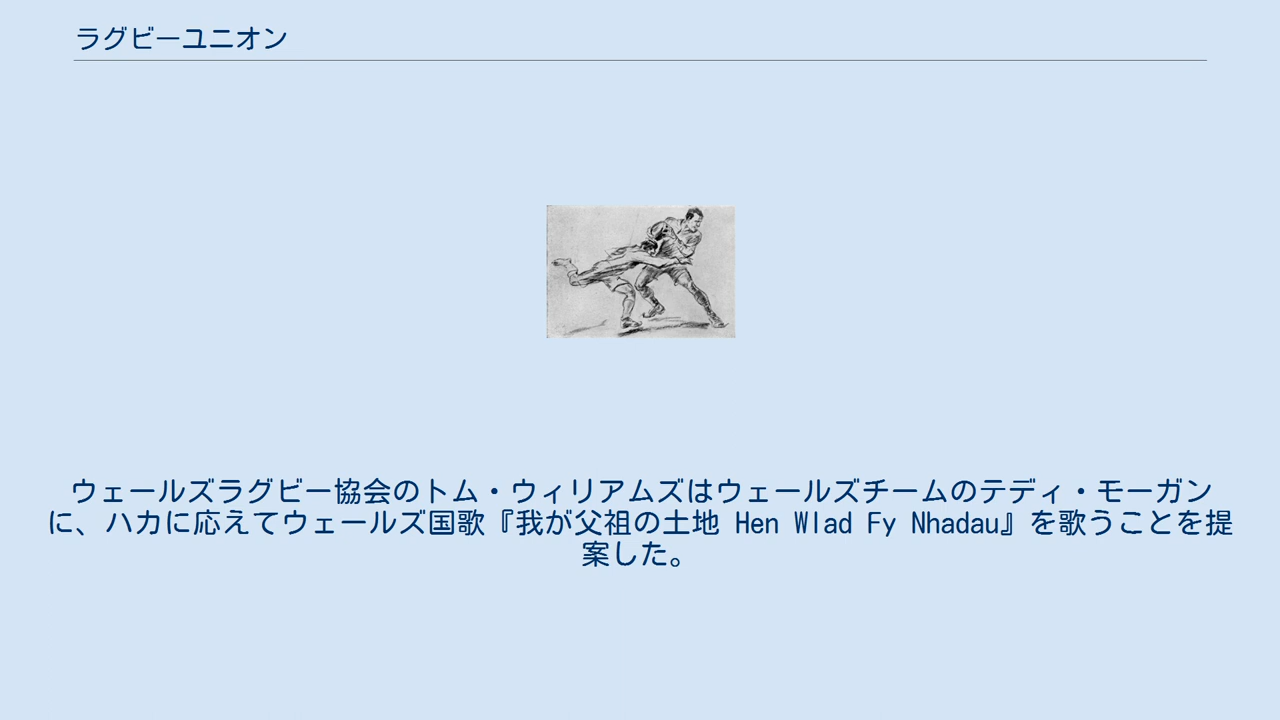 ラグビーユニオン
ウェールズラグビー協会のトム・ウィリアムズはウェールズチームのテディ・モーガン
に、ハカに応えてウェールズ国歌『我が父祖の土地 Hen Wlad Fy Nhadau』を歌うことを提
案した。